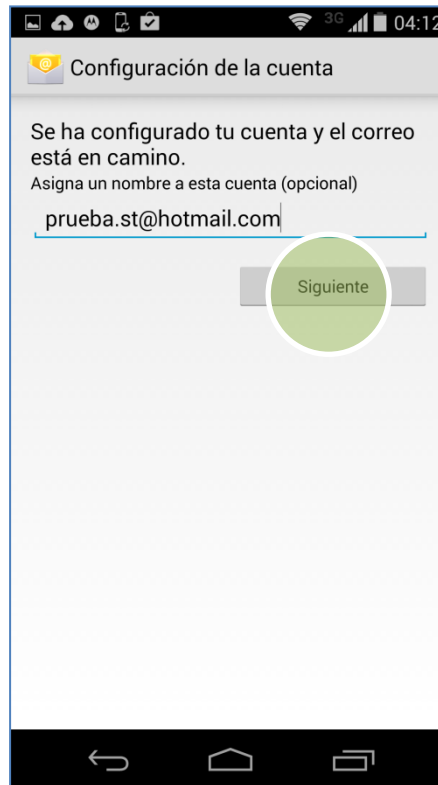 3G 04:12
Configuración de la cuenta
Se ha configurado tu cuenta y el correo
está en camino.
Asigna un nombre a esta cuenta (opcional)
prueba.st@hotmail.com
Siguiente